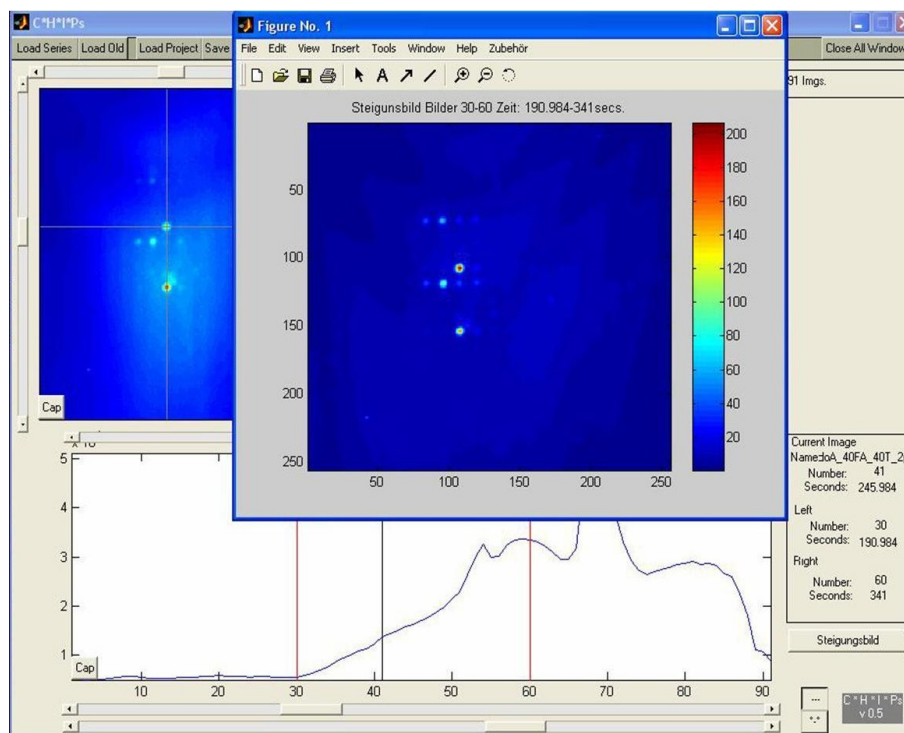 C*H*I*Ps
Load Series Load Old Load Project Save
Close All Window
Figure No. 1
File Edit View Insert Tools Window Help Zubehör
A
Steigunsbild Bilder 30-60 Zeit: 190.984-341secs.
50
100
150
200
250
50 100 150 200 250
200
180
160
140
120
100
80
60
40
20
91 Imgs.
Cap
Current Image
Name:loA_40FA_40T_2
Number: 41
Seconds: 245.984
Left
Number: 30
Seconds: 190.984
Right
Number: 60
Seconds: 341
Steigungsbild
5
4
3
2
1
Cap
10 20 30 40 50 60 70 80 90
---
*.*
C*H*I*Ps
v 0.5